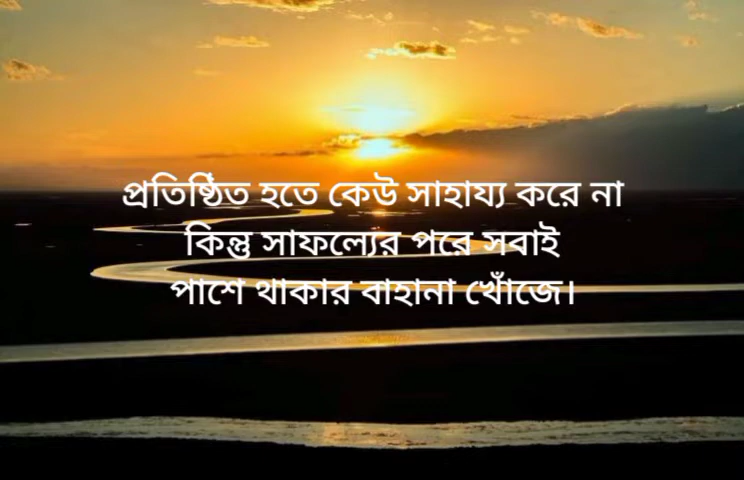 প্রতিষ্ঠিত হতে কেউ সাহায্য করে না
কিন্তু সাফল্যের পরে সবাই
পাশে থাকার বাহানা খোঁজে।